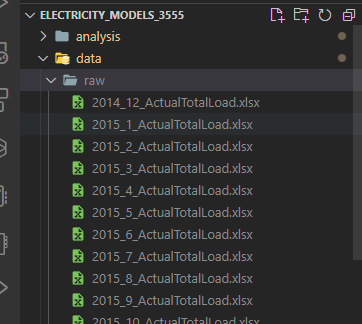 ELECTRICITY_MODELS_3555
analysis
data
raw
2014_12_ActualTotalLoad.xlsx
2015_1_ActualTotalLoad.xlsx
2015_2_ActualTotalLoad.xlsx
2015_3_ActualTotalLoad.xlsx
2015_4_ActualTotalLoad.xlsx
2015_5_ActualTotalLoad.xlsx
2015_6_ActualTotalLoad.xlsx
2015_7_ActualTotalLoad.xlsx
2015_8_ActualTotalLoad.xlsx
2015_9_ActualTotalLoad.xlsx
2015_10_ActualTotalLoad.xlsx